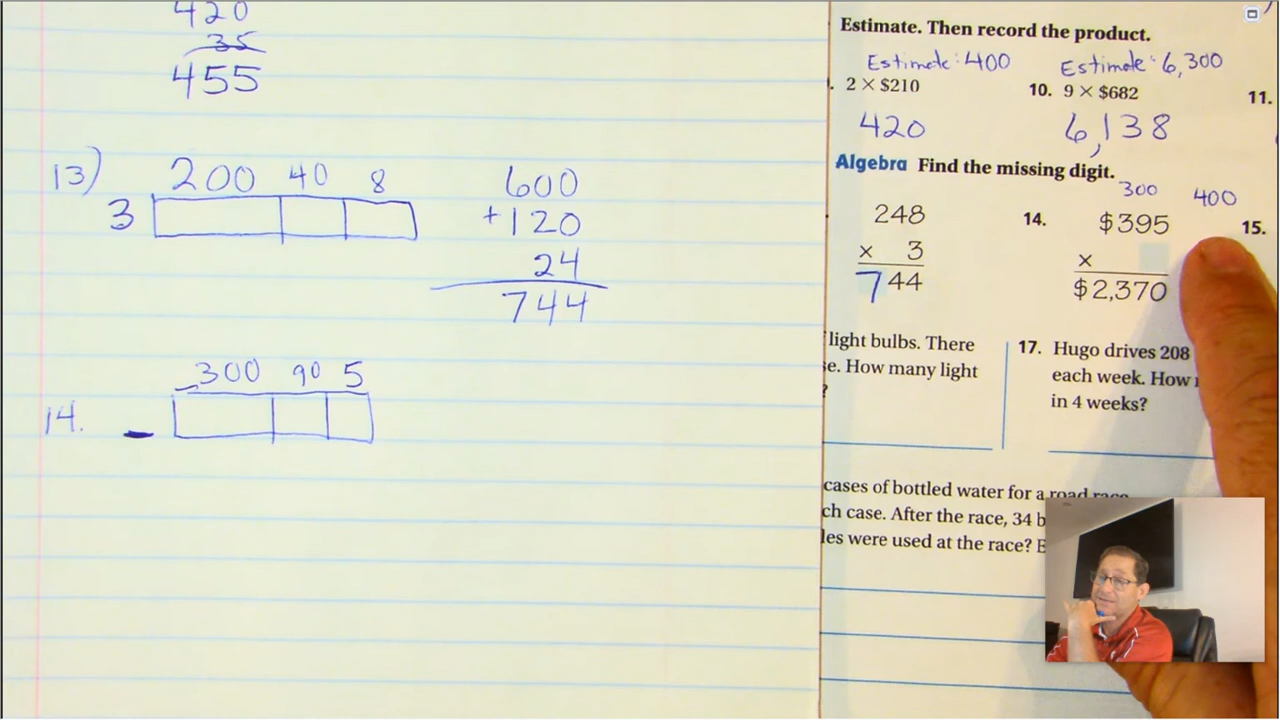 420
35
455
13) 200 40 8
3
600
+120
24
744
14. 300 90 5
Estimate. Then record the product.
Estimate: 400
. 2 × $210
420
Estimate: 6,300
10. 9 × $682
6,138
11.
Algebra Find the missing digit.
248
× 3
744
300 400
14. $395
×
$2,370
15.
light bulbs. There
e. How many light
?
17. Hugo drives 208
each week. How
in 4 weeks?
cases of bottled water for a road race
ch case. After the race, 34 b
les were used at the race? E